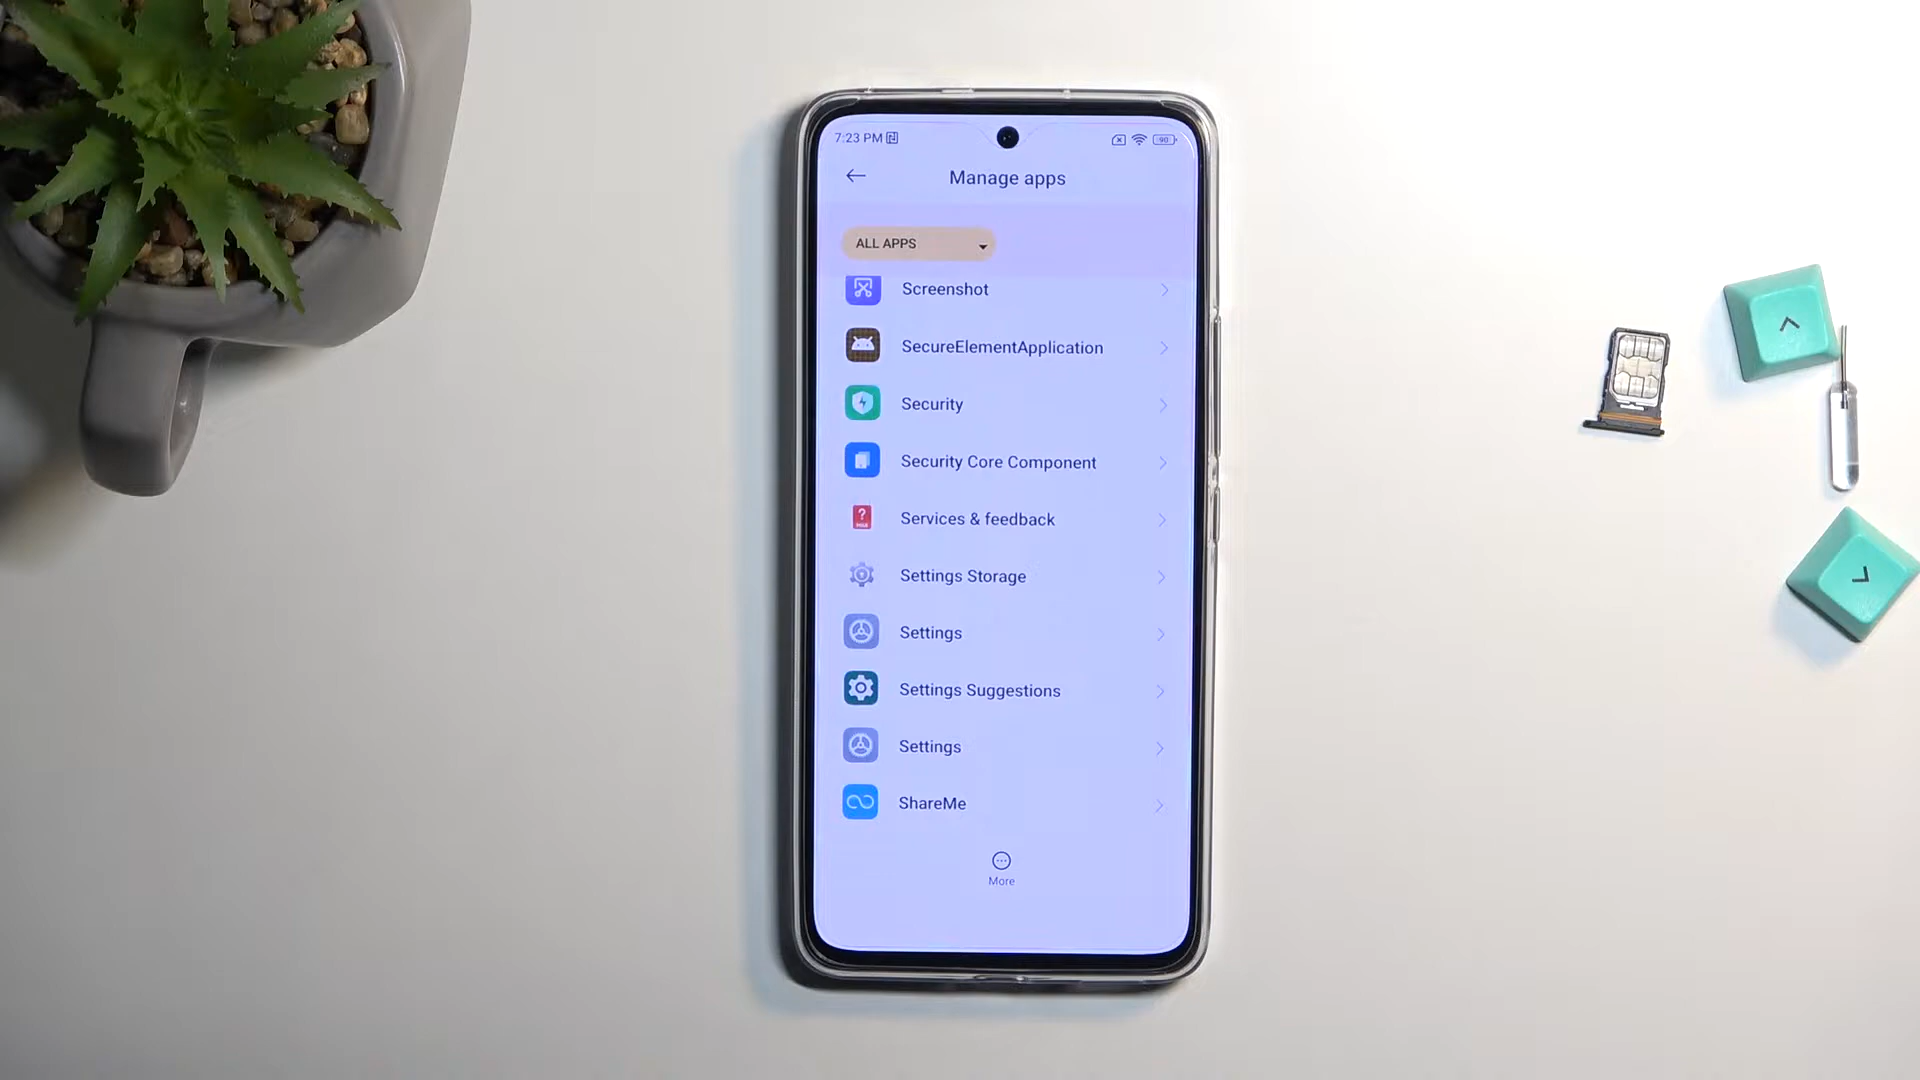 7:23 PM
90
Manage apps
ALL APPS
Screenshot
SecureElementApplication
Security
Security Core Component
Services & feedback
Settings Storage
Settings
Settings Suggestions
Settings
ShareMe
More